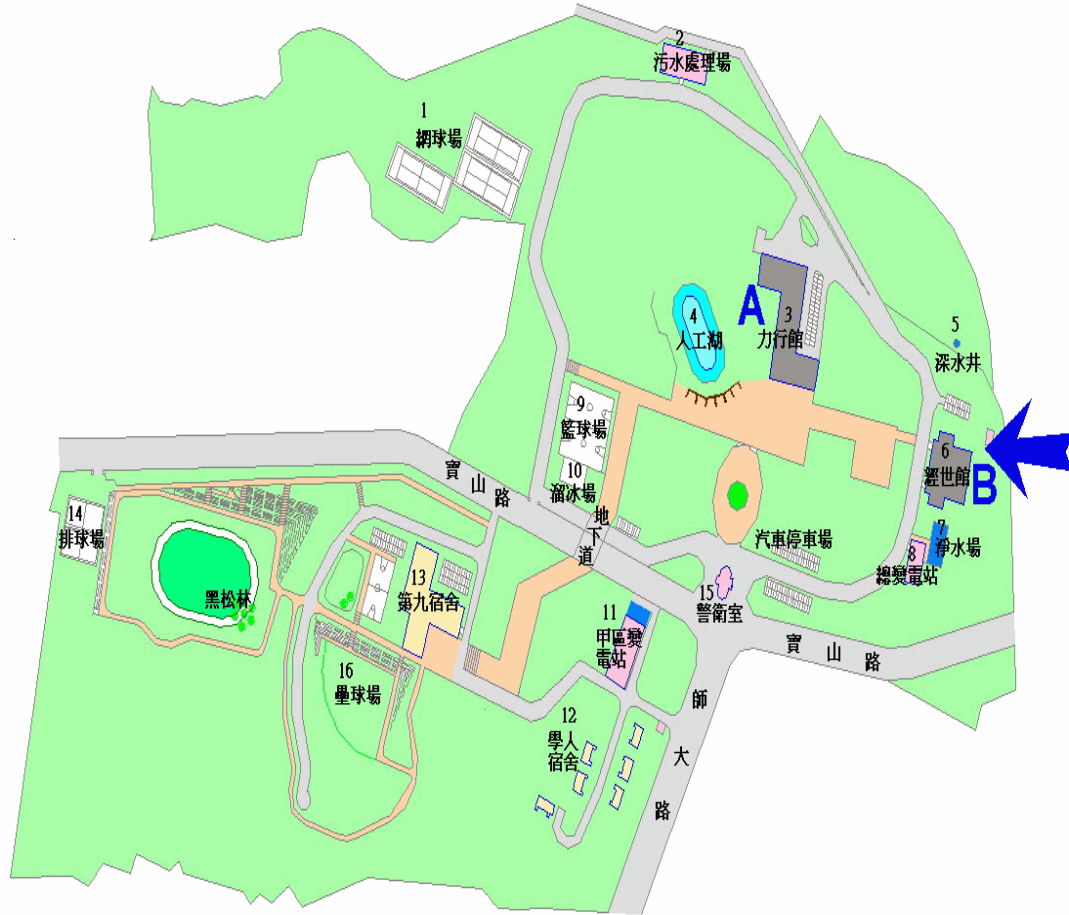 2
污水處理場
1
網球場
A
3
力行館
4
人工湖
5
深水井
6
經世館
B
7
淨水場
8
總變電站
9
籃球場
10
溜冰場
寶山路
地下道
汽車停車場
15
警衛室
寶山路
14
排球場
黑松林
13
第九宿舍
11
甲區變
電站
16
壘球場
12
學人
宿舍
師大路